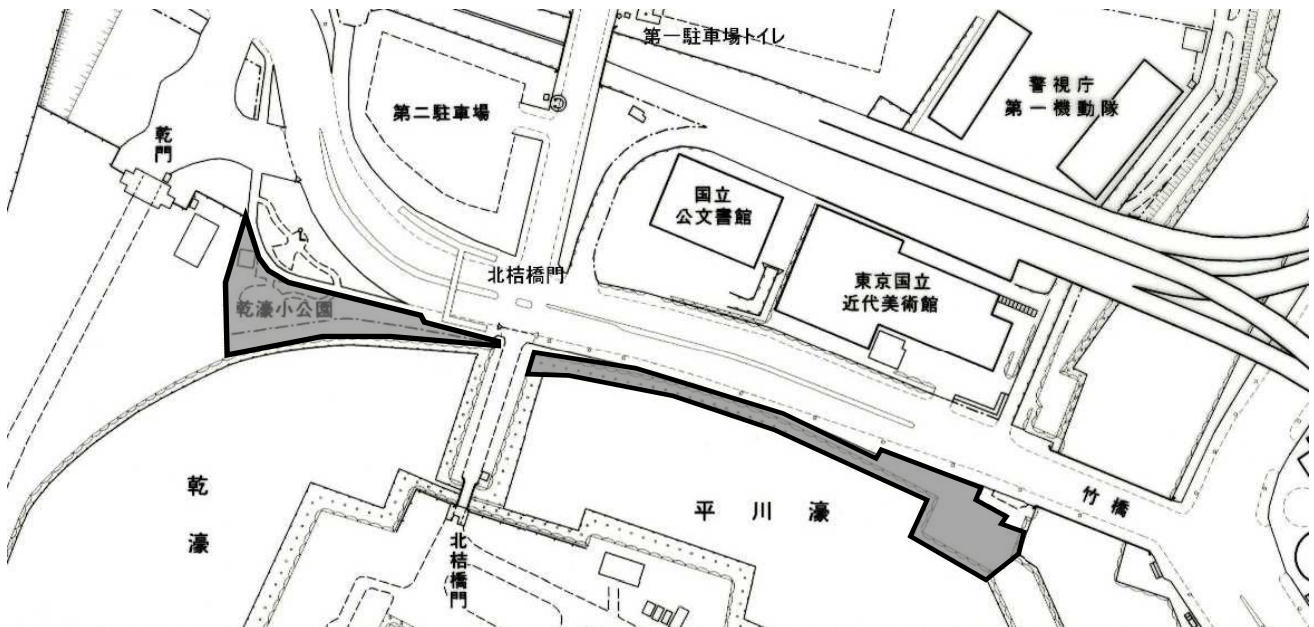 第一駐車場トイレ
警視庁
第一機動隊
第二駐車場
乾門
国立
公文書館
北桔橋門
東京国立
近代美術館
乾濠小公園
乾濠
平川濠
竹橋
北桔橋門